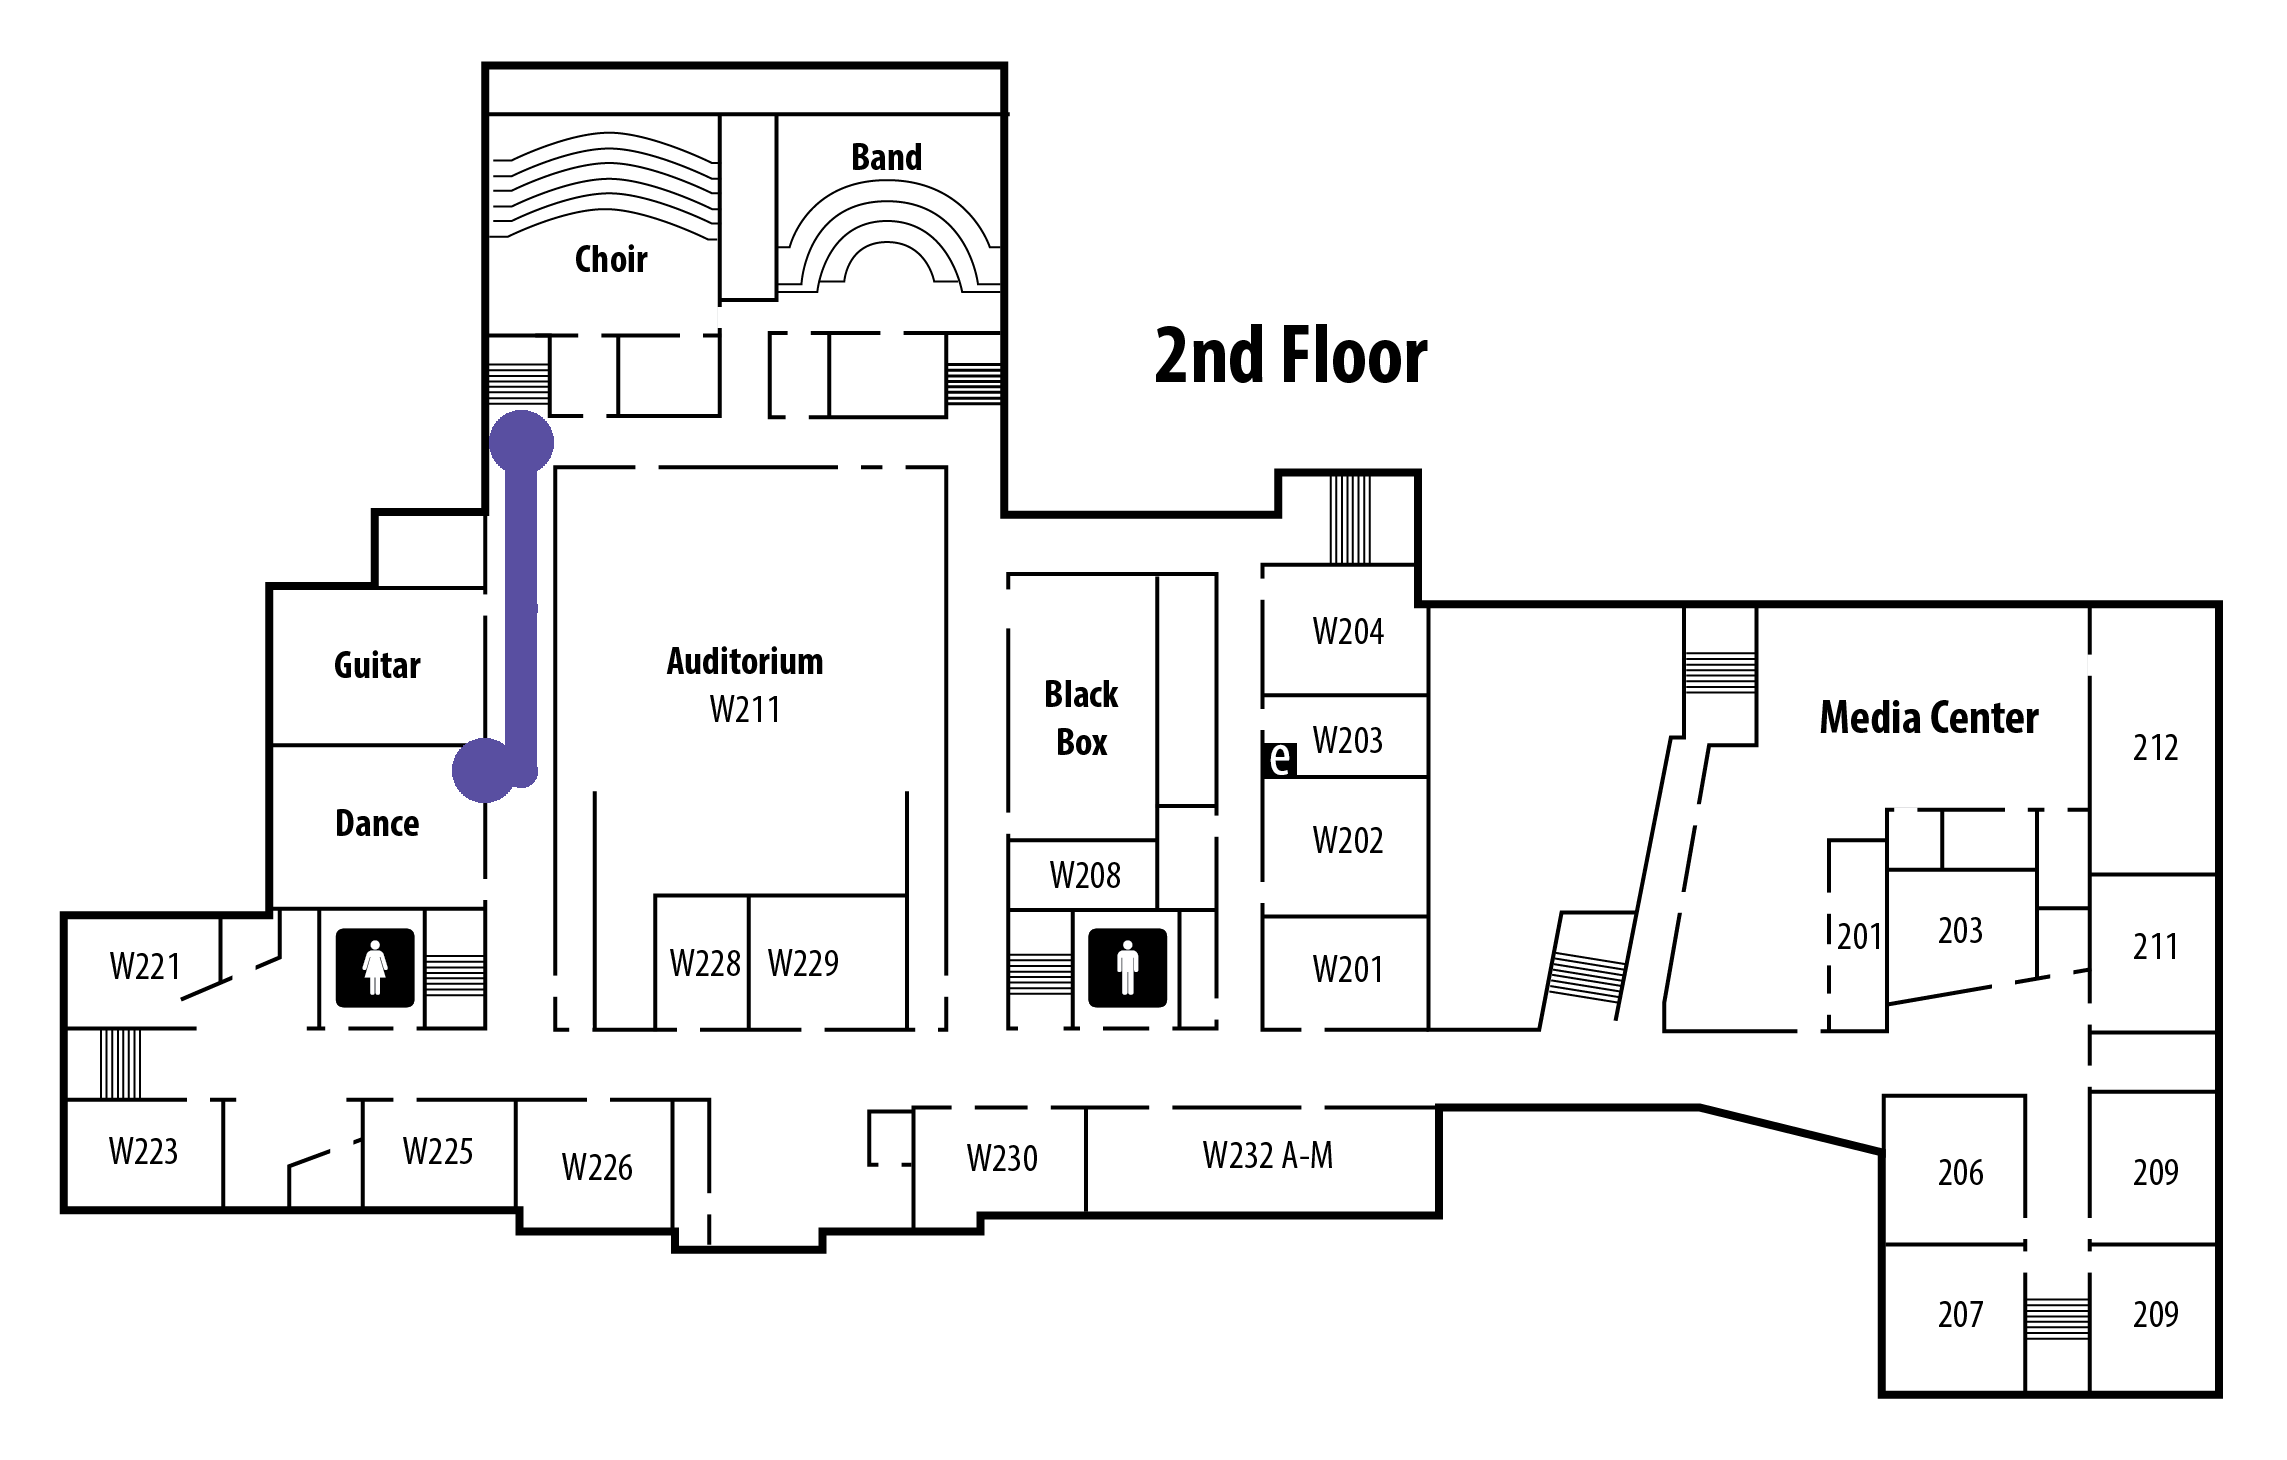 Band
Choir
2nd Floor
Guitar
Auditorium
W211
Black
Box
W204
W203
e
Media Center
212
Dance
W208
W202
W221
W228
W229
W201
201
203
211
W223
W225
W226
W230
W232 A-M
206
209
207
209